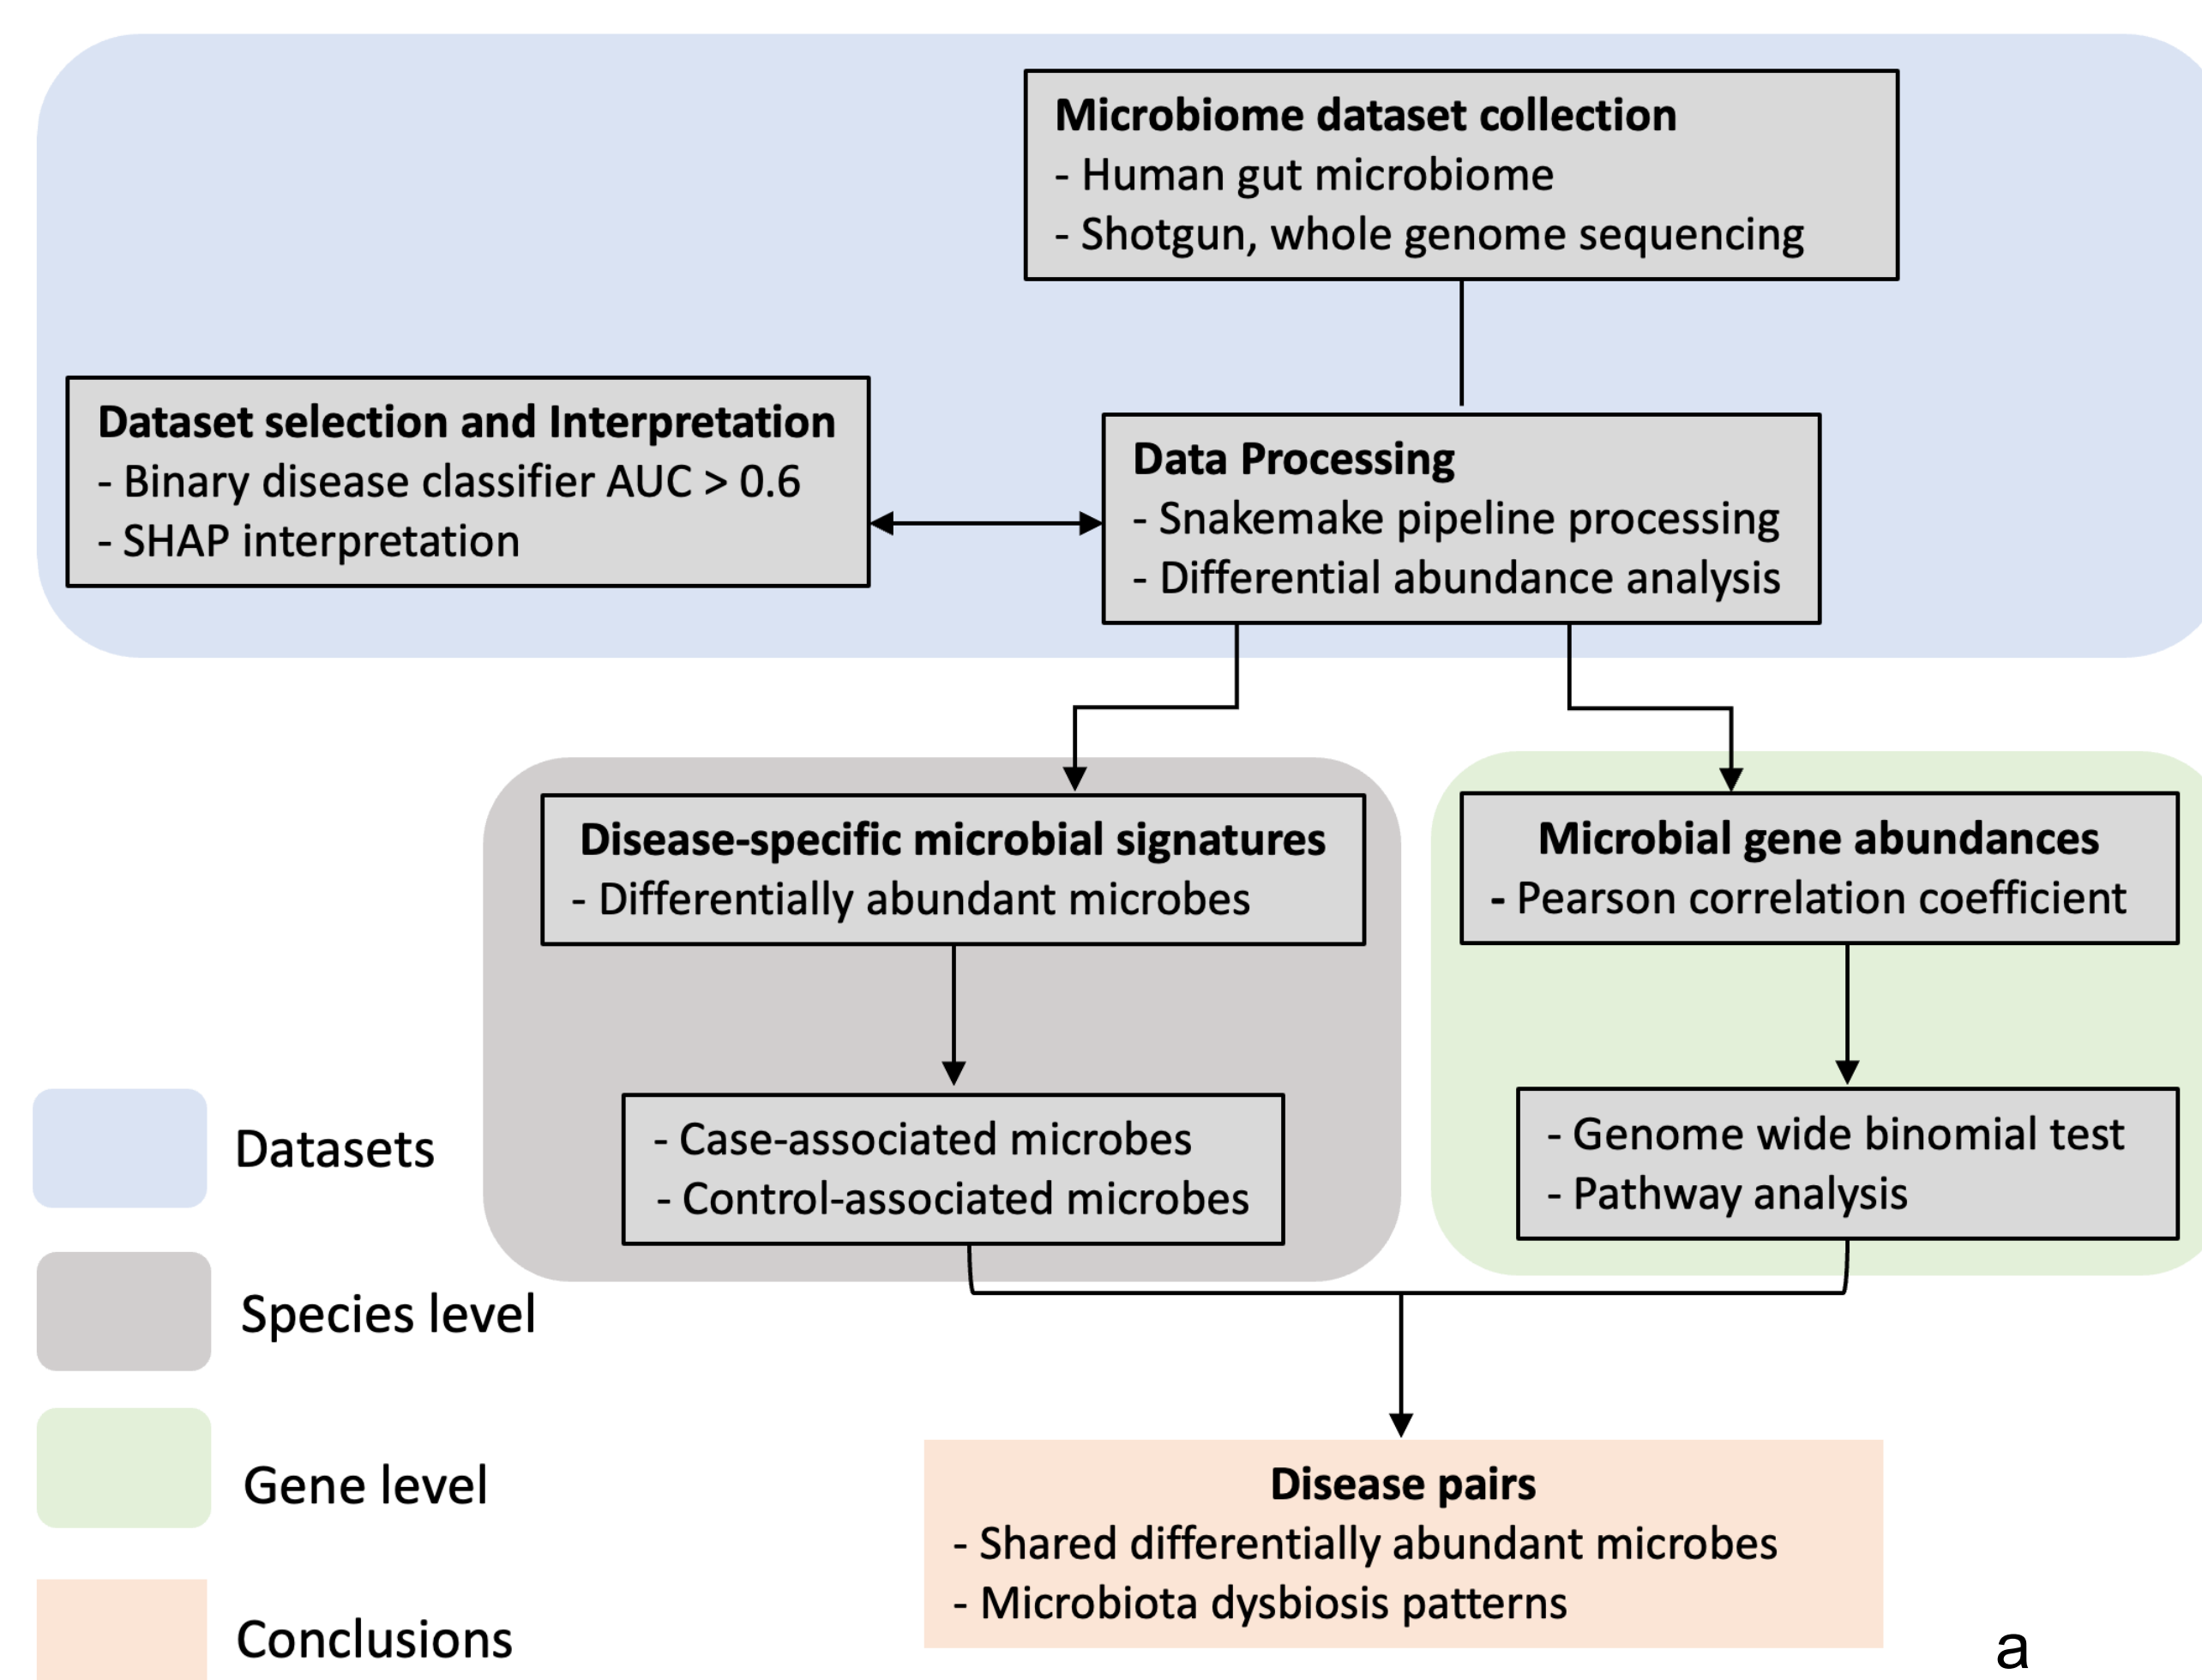 Microbiome dataset collection
- Human gut microbiome
- Shotgun, whole genome sequencing
Dataset selection and Interpretation
- Binary disease classifier AUC > 0.6
- SHAP interpretation
Data Processing
- Snakemake pipeline processing
- Differential abundance analysis
Disease-specific microbial signatures
- Differentially abundant microbes
Microbial gene abundances
- Pearson correlation coefficient
- Case-associated microbes
- Control-associated microbes
- Genome wide binomial test
- Pathway analysis
Datasets
Species level
Gene level
Conclusions
Disease pairs
- Shared differentially abundant microbes
- Microbiota dysbiosis patterns
a